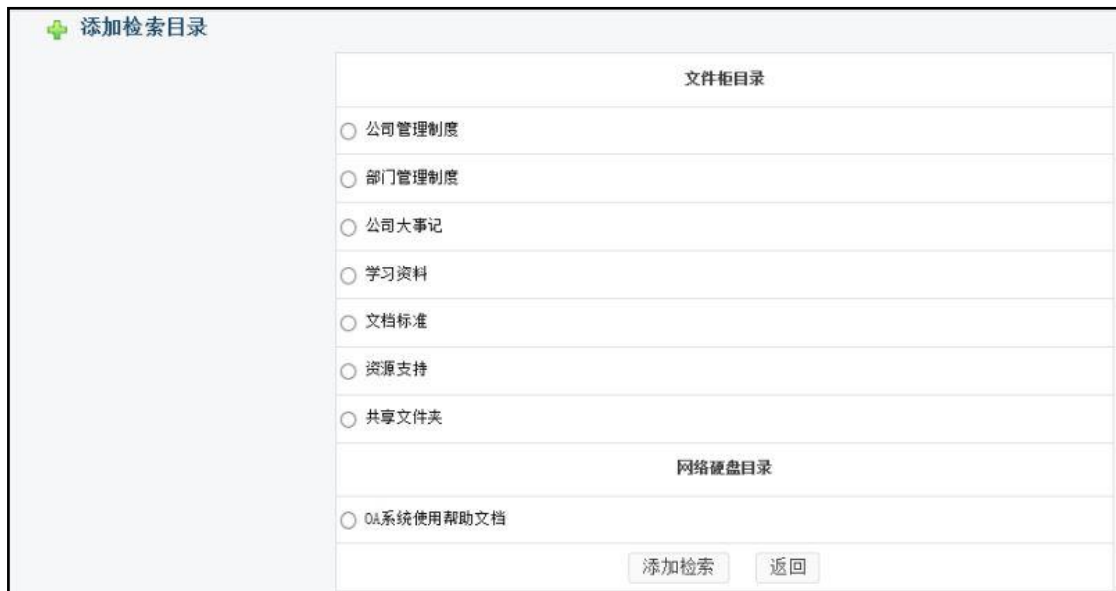 添加检索目录
文件柜目录
公司管理制度
部门管理制度
公司大事记
学习资料
文档标准
资源支持
共享文件夹
网络硬盘目录
OA系统使用帮助文档
添加检索 返回